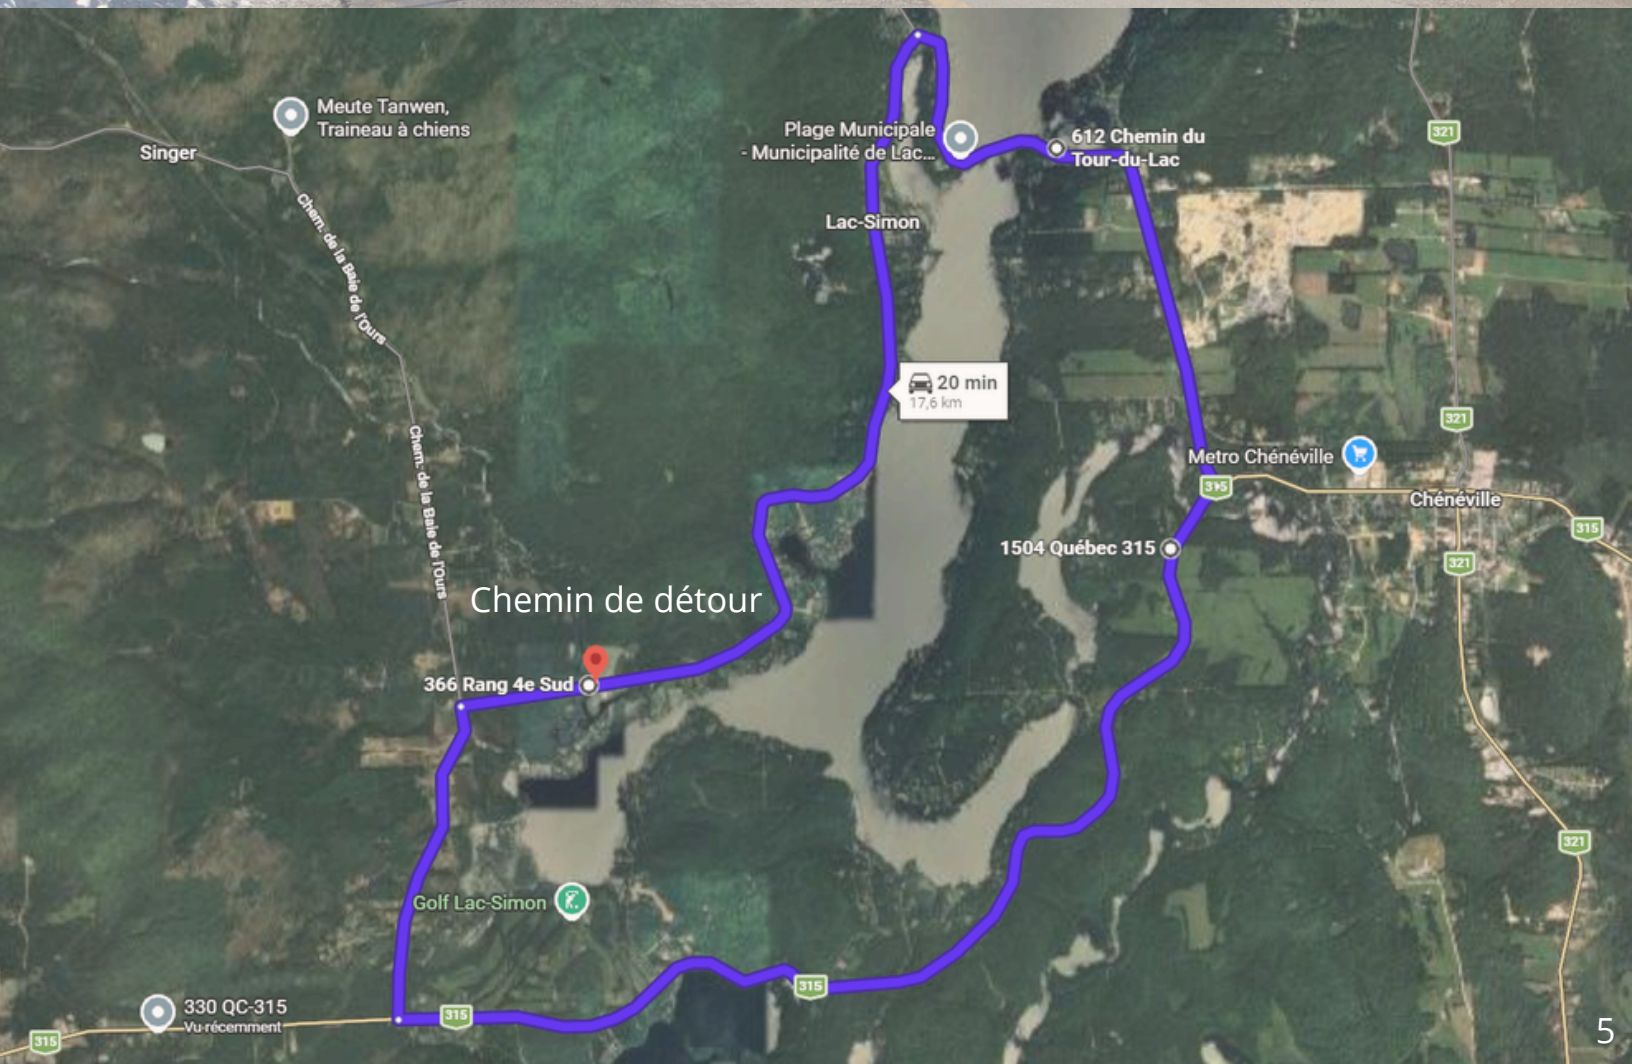 Meute Tanwen,
Traineau à chiens
Singer
Plage Municipale
- Municipalité de Lac...
612 Chemin du
Tour-du-Lac
321
Chem. de la Baie de l'Ours
Lac-Simon
20 min
17,6 km
321
Metro Chénéville
315
Chénéville
315
Chem. de la Baie de l'Ours
1504 Québec 315
321
Chemin de détour
366 Rang 4e Sud
321
Golf Lac-Simon
315
330 QC-315
Vu récemment
315
315
5